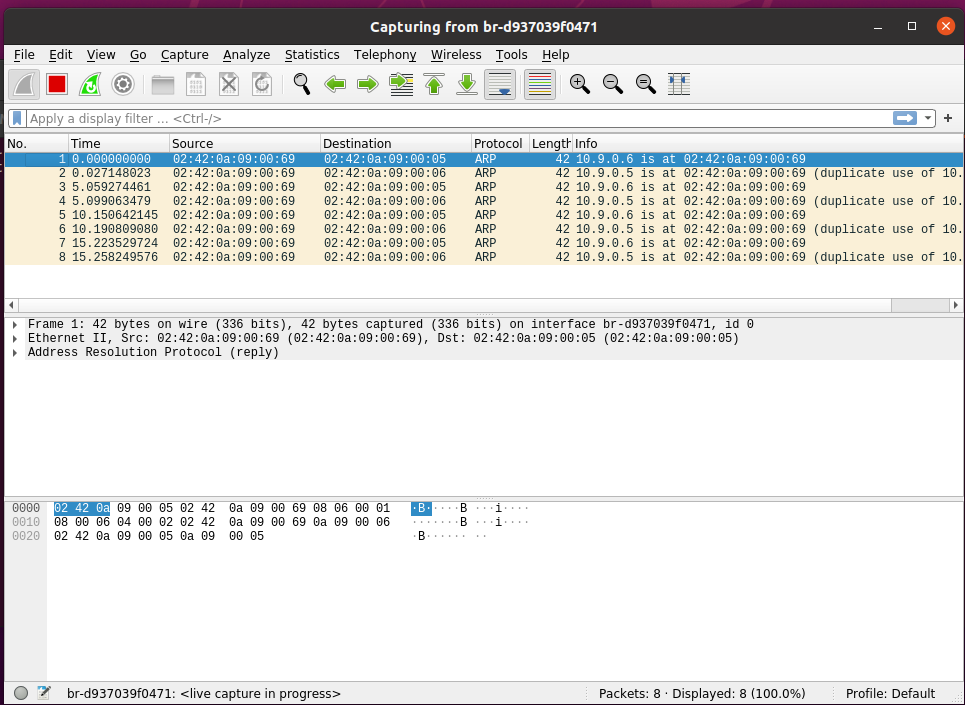 Capturing from br-d937039f0471
File Edit View Go Capture Analyze Statistics Telephony Wireless Tools Help
Apply a display filter … <Ctrl-/>
No. Time Source Destination Protocol Length Info
1 0.000000000 02:42:0a:09:00:69 02:42:0a:09:00:05 ARP 42 10.9.0.6 is at 02:42:0a:09:00:69
2 0.027148023 02:42:0a:09:00:69 02:42:0a:09:00:06 ARP 42 10.9.0.5 is at 02:42:0a:09:00:69 (duplicate use of 10.
3 5.059274461 02:42:0a:09:00:69 02:42:0a:09:00:05 ARP 42 10.9.0.6 is at 02:42:0a:09:00:69
4 5.099063479 02:42:0a:09:00:69 02:42:0a:09:00:06 ARP 42 10.9.0.5 is at 02:42:0a:09:00:69 (duplicate use of 10.
5 10.150642145 02:42:0a:09:00:69 02:42:0a:09:00:05 ARP 42 10.9.0.6 is at 02:42:0a:09:00:69
6 10.190809080 02:42:0a:09:00:69 02:42:0a:09:00:06 ARP 42 10.9.0.5 is at 02:42:0a:09:00:69 (duplicate use of 10.
7 15.223529724 02:42:0a:09:00:69 02:42:0a:09:00:05 ARP 42 10.9.0.6 is at 02:42:0a:09:00:69
8 15.258249576 02:42:0a:09:00:69 02:42:0a:09:00:06 ARP 42 10.9.0.5 is at 02:42:0a:09:00:69 (duplicate use of 10.
Frame 1: 42 bytes on wire (336 bits), 42 bytes captured (336 bits) on interface br-d937039f0471, id 0
Ethernet II, Src: 02:42:0a:09:00:69 (02:42:0a:09:00:69), Dst: 02:42:0a:09:00:05 (02:42:0a:09:00:05)
Address Resolution Protocol (reply)
0000 02 42 0a 09 00 05 02 42 0a 09 00 69 08 06 00 01 ·B·····B ···i····
0010 08 00 06 04 00 02 02 42 0a 09 00 69 0a 09 00 06 ·······B ···i····
0020 02 42 0a 09 00 05 0a 09 00 05 ·B······ ··
br-d937039f0471: <live capture in progress> Packets: 8 · Displayed: 8 (100.0%) Profile: Default